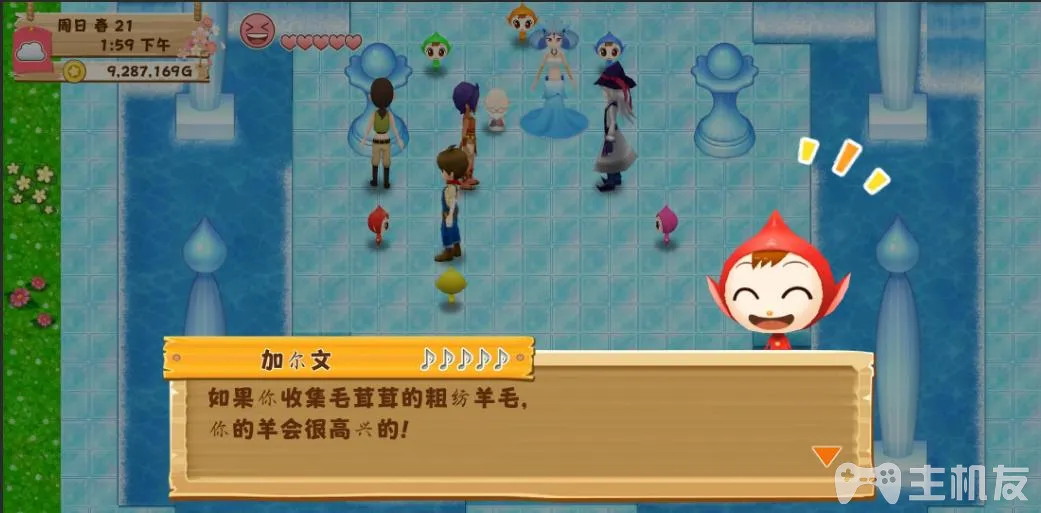 周日 春 21
1:59 下午
9,287,169G
加尔文
如果你收集毛茸茸的粗纺羊毛,
你的羊会很高兴的!
主机友